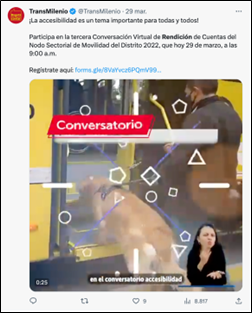 TransMilenio @TransMilenio · 29 mar.
¡La accesibilidad es un tema importante para todas y todos!
Participa en la tercera Conversación Virtual de Rendición de Cuentas del
Nodo Sectorial de Movilidad del Distrito 2022, que hoy 29 de marzo, a las
9:00 a.m.
Regístrate aquí: forms.gle/8VaYvcz6PQmV99...
Conversatorio
en el conversatorio accesibilidad
0:25
9
8.817